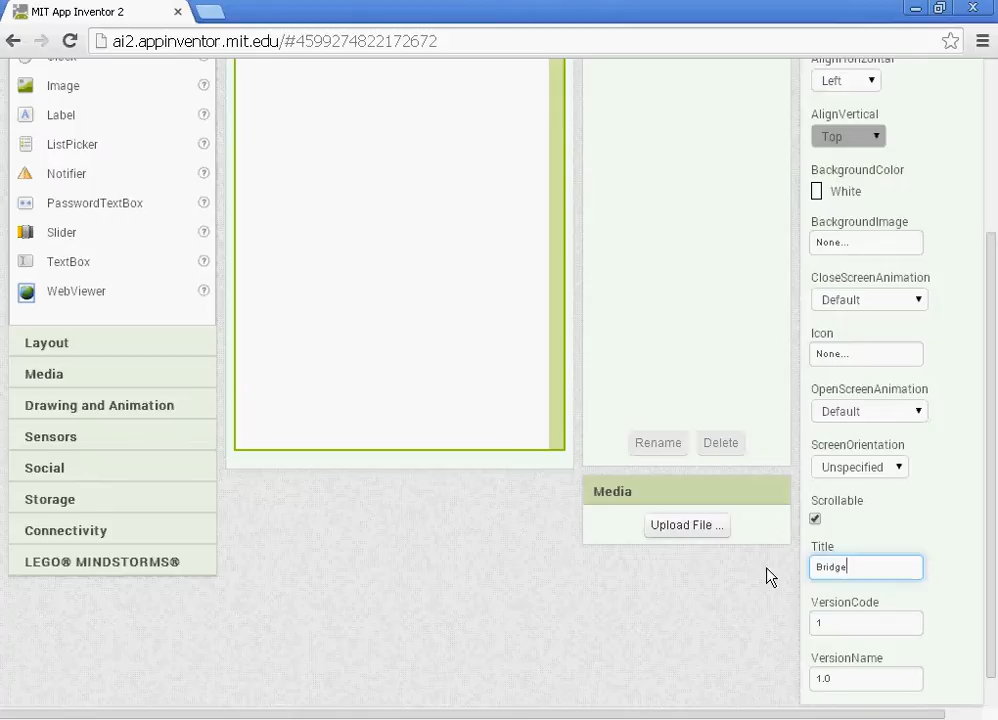 MIT App Inventor 2
ai2.appinventor.mit.edu/#4599274822172672
Image
Label
ListPicker
Notifier
PasswordTextBox
Slider
TextBox
WebViewer
Layout
Media
Drawing and Animation
Sensors
Social
Storage
Connectivity
LEGO® MINDSTORMS®
Rename
Delete
Media
Upload File ...
AlignHorizontal
Left
AlignVertical
Top
BackgroundColor
White
BackgroundImage
None...
CloseScreenAnimation
Default
Icon
None...
OpenScreenAnimation
Default
ScreenOrientation
Unspecified
Scrollable
Title
Bridge
VersionCode
1
VersionName
1.0